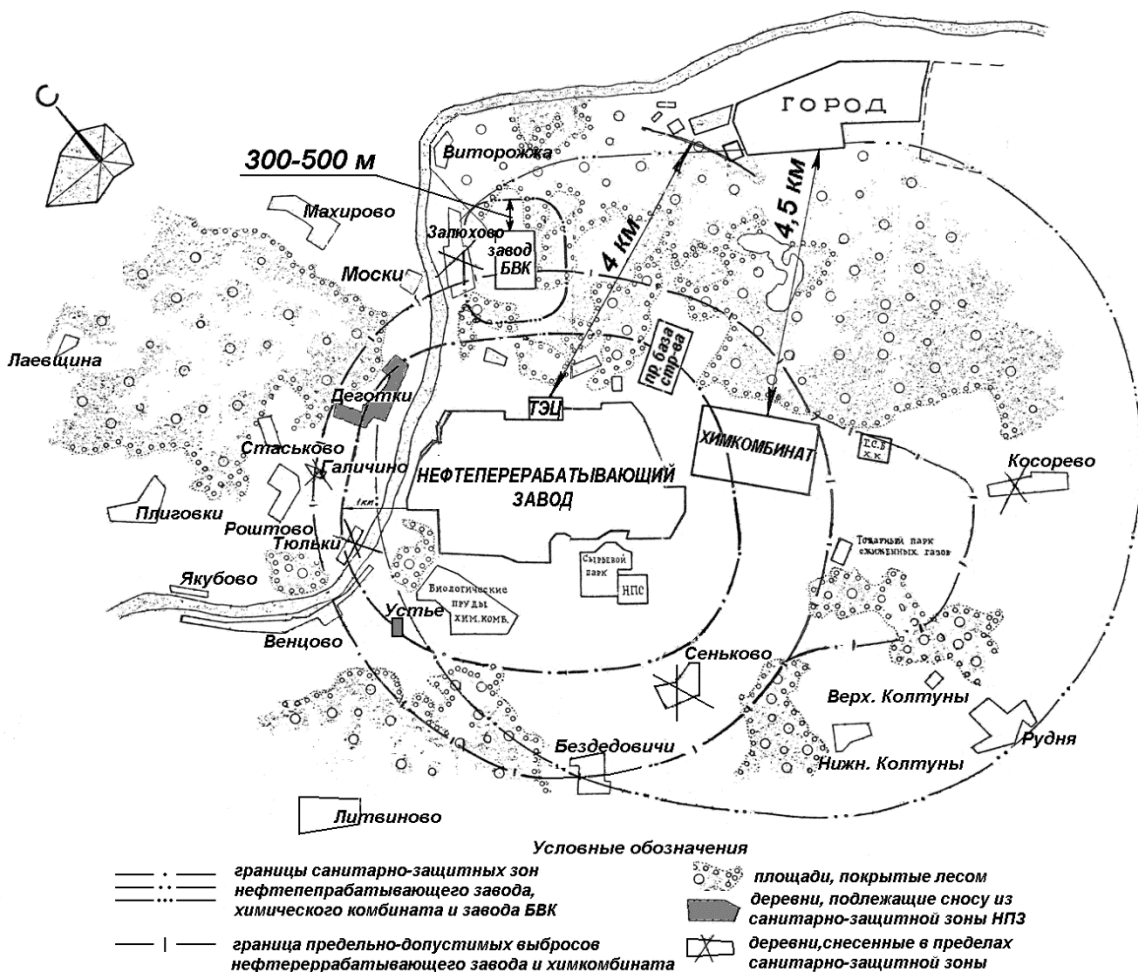 С
ГОРОД
Виторожка
300-500 м
Махирово
Залюхово
завод
БВК
4 км
4,5 км
Моски
Лаевщина
пр. база
стр-ва
Деготки
ТЭЦ
Стаськово
Галичино
НЕФТЕПЕРЕРАБАТЫВАЮЩИЙ
ЗАВОД
ХИМКОМБИНАТ
Косорево
Плиговки
1 км
Роштово
Тюльки
Товарный парк
сжиженных газов
Сырьевой
парк
НПС
Якубово
Биологические
пруды
хим. комб.
Устье
Венцово
Сеньково
Верх. Колтуны
Рудня
Бездедовичи
Нижн. Колтуны
Литвиново
Условные обозначения
границы санитарно-защитных зон
нефтепепрабатывающего завода,
химического комбината и завода БВК
граница предельно-допустимых выбросов
нефтереррабатывающего завода и химкомбината
площади, покрытые лесом
деревни, подлежащие сносу из
санитарно-защитной зоны НПЗ
деревни,снесенные в пределах
санитарно-защитной зоны